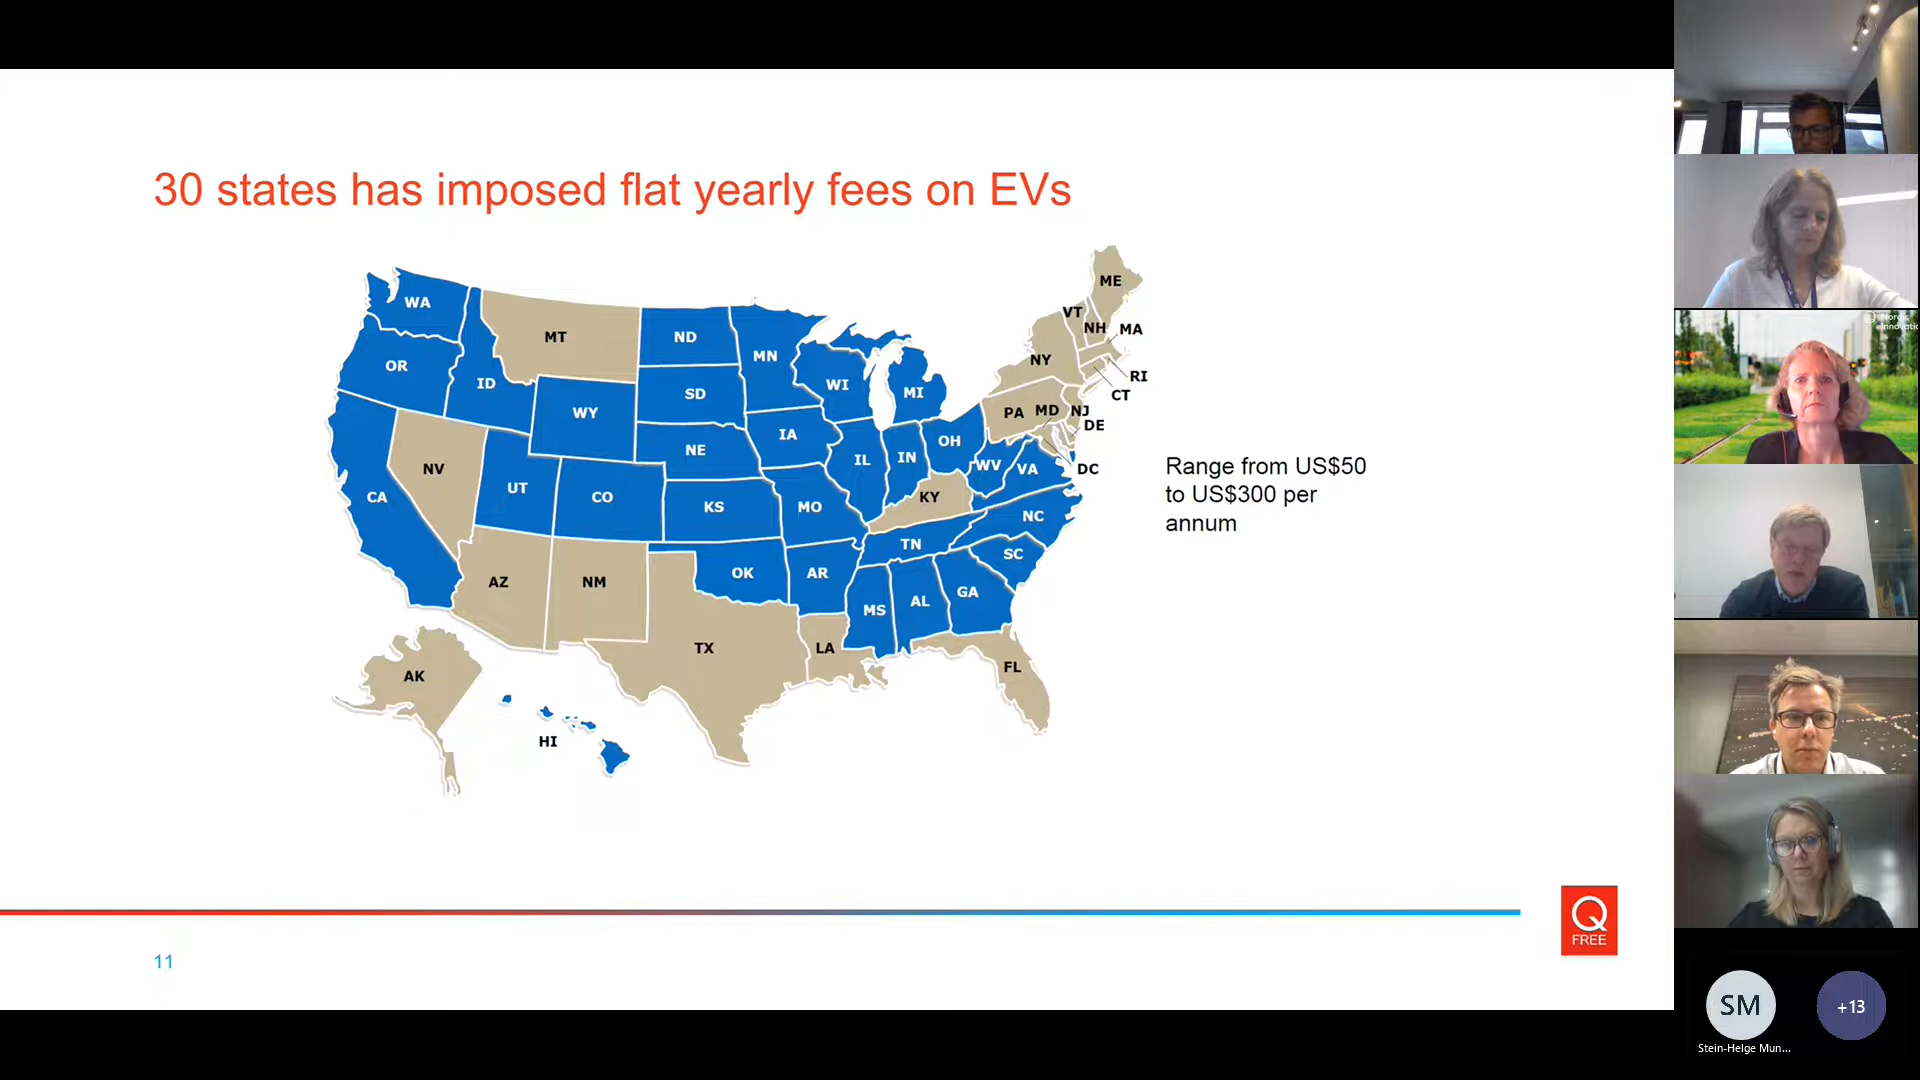 30 states has imposed flat yearly fees on EVs
WA
OR
ID
MT
ND
MN
SD
WY
WI
MI
NE
IA
NV
CA
UT
CO
KS
MO
IL
IN
OH
WV
VA
KY
NC
TN
SC
AZ
NM
OK
AR
MS
AL
GA
TX
LA
FL
AK
HI
ME
VT
NH
MA
NY
RI
CT
PA
MD
NJ
DE
DC
Range from US$50
to US$300 per
annum
Q
FREE
11
Nordic
Innovatio
SM
+13
Stein-Helge Mun...